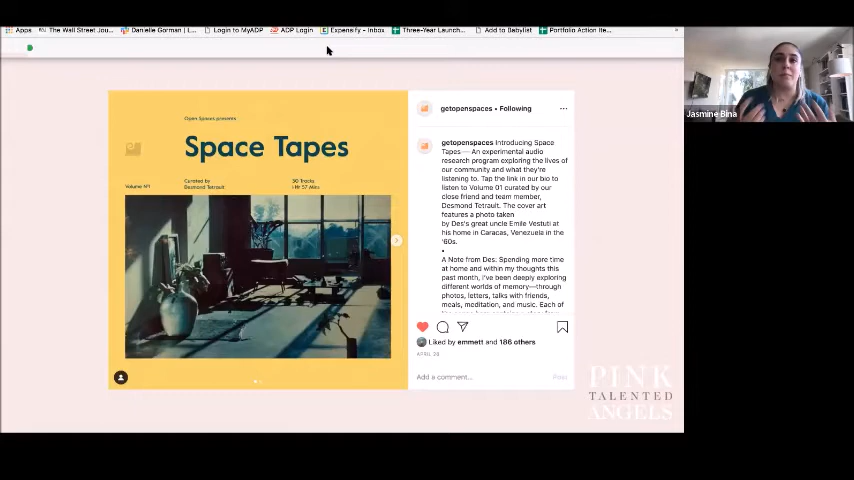 Apps
The Wall Street Jou...
Danielle Gorman | L...
Login to MyADP
ADP Login
Expensify - Inbox
Three-Year Launch...
Add to Babylist
Portfolio Action Ite...
»
Jasmine Bina
Open Spaces presents
Space Tapes
Volume Nº1
Curated by
Desmond Tetrault
30 Tracks
1 Hr 57 Mins
getopenspaces • Following
getopenspaces Introducing Space
Tapes— An experimental audio
research program exploring the lives of
our community and what they're
listening to. Tap the link in our bio to
listen to Volume 01 curated by our
close friend and team member,
Desmond Tetrault. The cover art
features a photo taken
by Des's great uncle Emile Vestuti at
his home in Caracas, Venezuela in the
'60s.
•
A Note from Des: Spending more time
at home and within my thoughts this
past month, I've been deeply exploring
different worlds of memory—through
photos, letters, talks with friends,
meals, meditation, and music. Each of
Liked by emmett and 186 others
APRIL 28
Add a comment...
Post
PINK
TALENTED
ANGELS